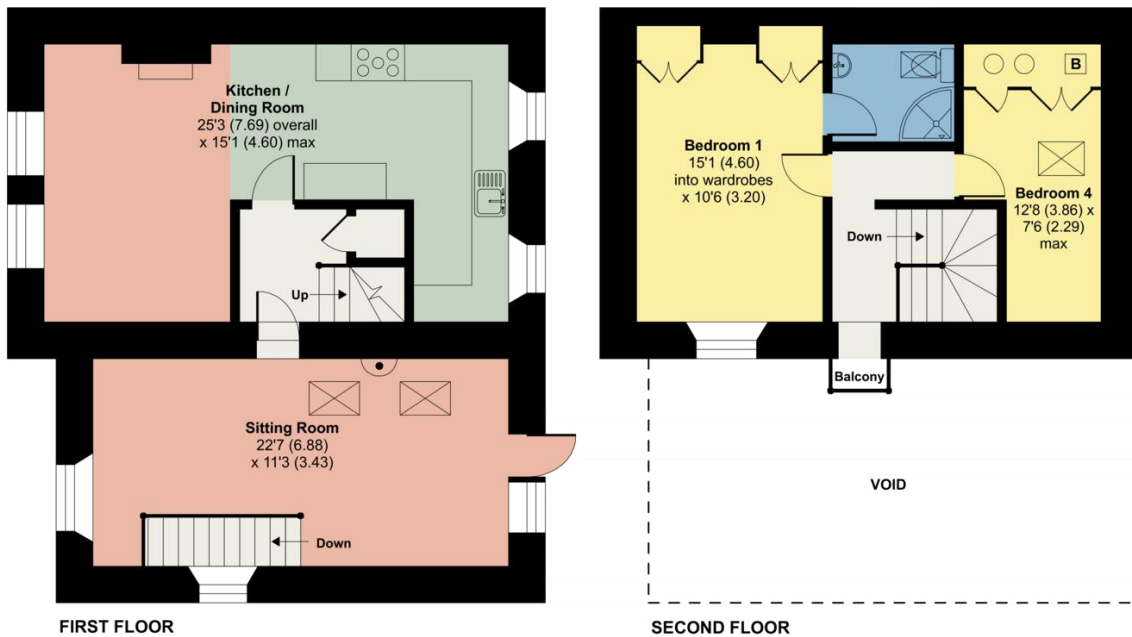 Kitchen /
Dining Room
25'3 (7.69) overall
x 15'1 (4.60) max
Up
Sitting Room
22'7 (6.88)
x 11'3 (3.43)
Down
FIRST FLOOR
Bedroom 1
15'1 (4.60)
into wardrobes
x 10'6 (3.20)
B
Bedroom 4
12'8 (3.86) x
7'6 (2.29)
max
Down
Balcony
VOID
SECOND FLOOR